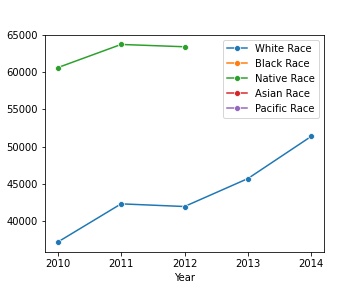 65000
60000
55000
50000
45000
40000
White Race
Black Race
Native Race
Asian Race
Pacific Race
2010 2011 2012 2013 2014
Year